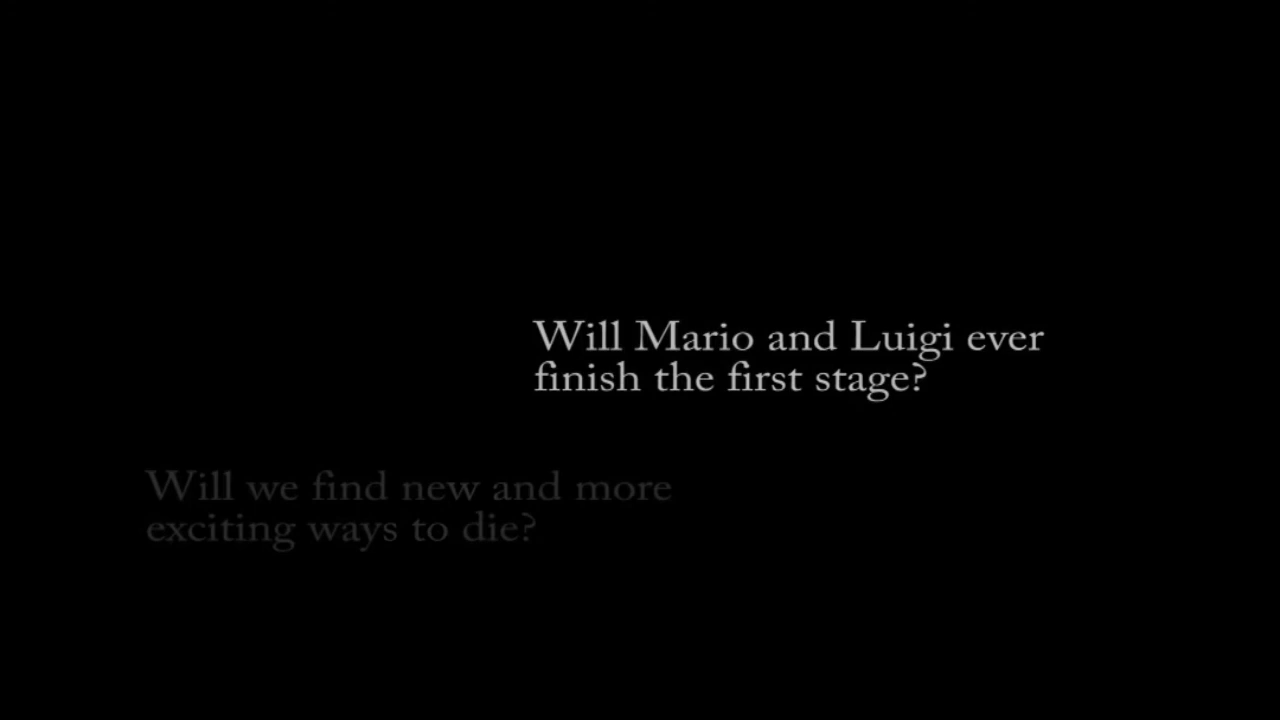 Will Mario and Luigi ever
finish the first stage?
Will we find new and more
exciting ways to die?